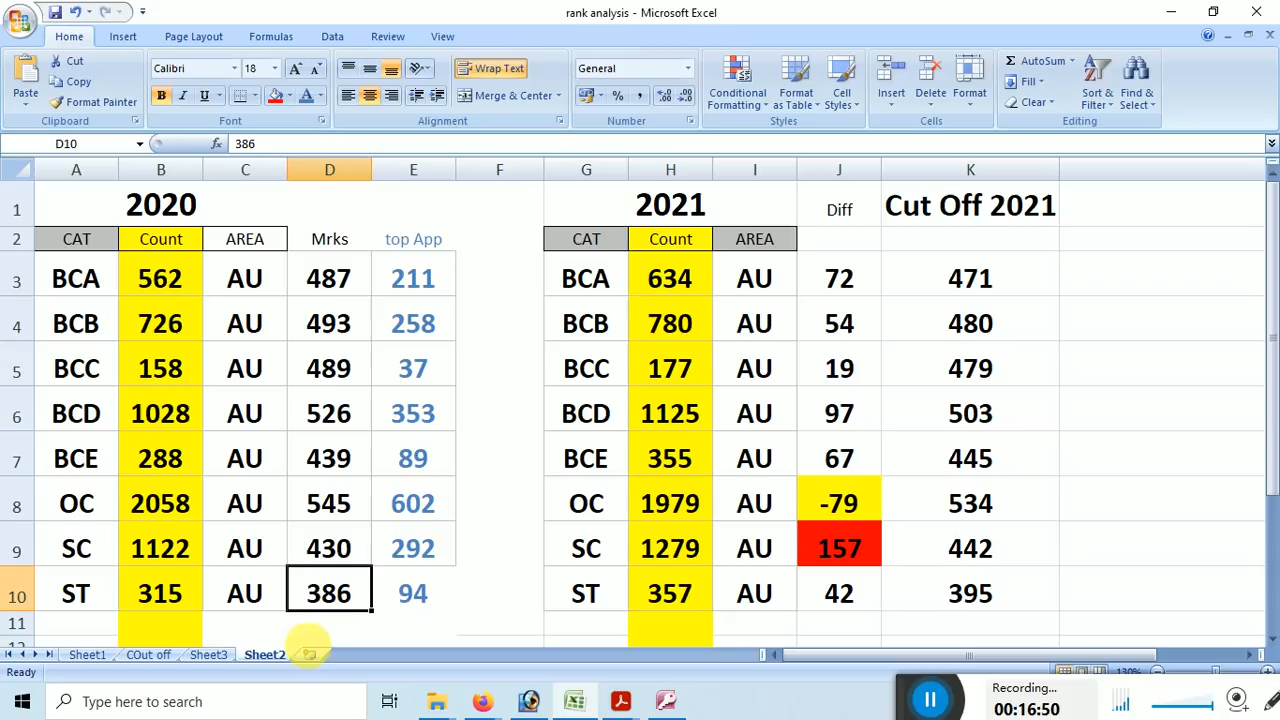 rank analysis - Microsoft Excel
Home Insert Page Layout Formulas Data Review View
Paste Cut Copy Format Painter Clipboard
Calibri 18 B I U Font
Wrap Text Merge & Center Alignment
General % , Number
Conditional Formatting Format as Table Cell Styles Styles
Insert Delete Format Cells
Σ AutoSum Fill Clear Sort & Filter Find & Select Editing
D10 fx 386
A B C D E F G H I J K
1 2020 2021 Diff Cut Off 2021
2 CAT Count AREA Mrks top App CAT Count AREA
3 BCA 562 AU 487 211 BCA 634 AU 72 471
4 BCB 726 AU 493 258 BCB 780 AU 54 480
5 BCC 158 AU 489 37 BCC 177 AU 19 479
6 BCD 1028 AU 526 353 BCD 1125 AU 97 503
7 BCE 288 AU 439 89 BCE 355 AU 67 445
8 OC 2058 AU 545 602 OC 1979 AU -79 534
9 SC 1122 AU 430 292 SC 1279 AU 157 442
10 ST 315 AU 386 94 ST 357 AU 42 395
11
Sheet1 COut off Sheet3 Sheet2
Ready 130%
Type here to search
Recording...
00:16:50